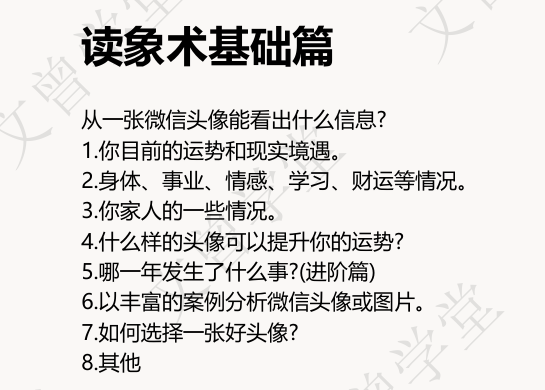 读象术基础篇
从一张微信头像能看出什么信息?
1.你目前的运势和现实境遇。
2.身体、事业、情感、学习、财运等情况。
3.你家人的一些情况。
4.什么样的头像可以提升你的运势?
5.哪一年发生了什么事?(进阶篇)
6.以丰富的案例分析微信头像或图片。
7.如何选择一张好头像?
8.其他
文曾学堂